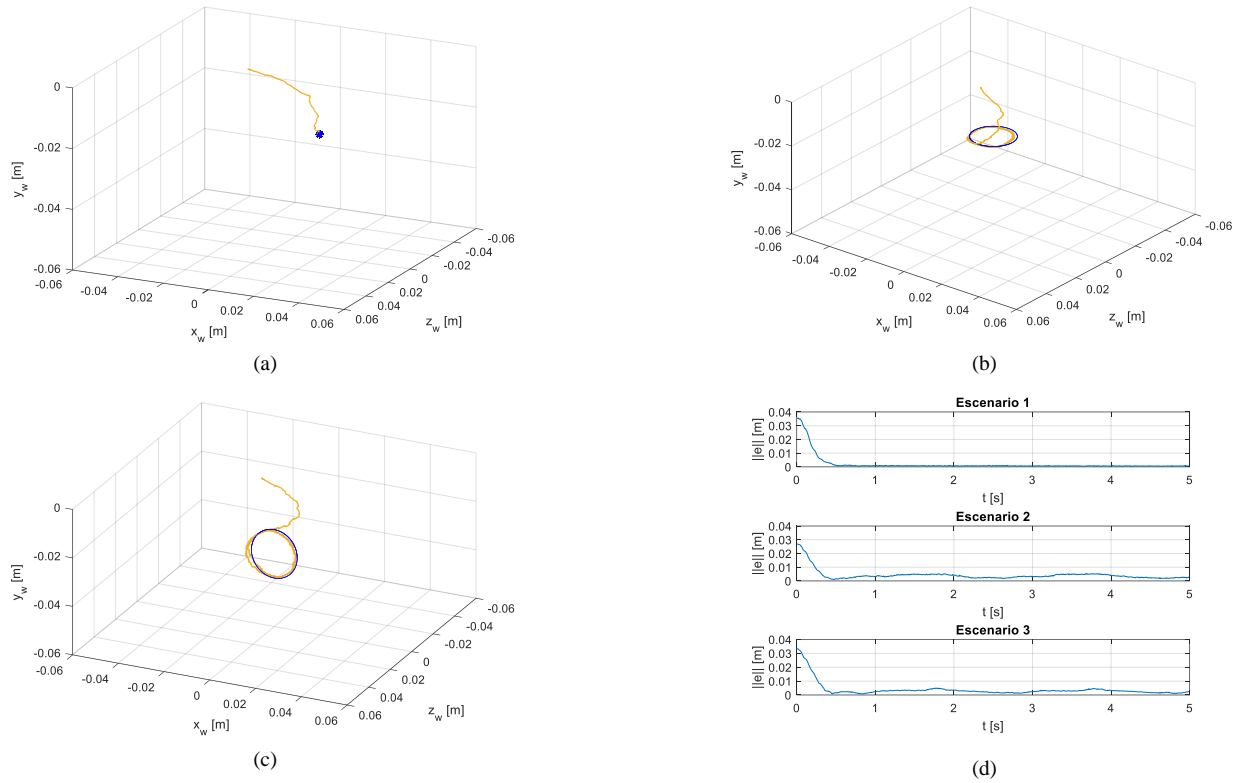 0
-0.02
-0.04
-0.06
y_w [m]
-0.06
-0.04
-0.02
0
0.02
0.04
0.06
x_w [m]
0.06
0.04
0.02
0
-0.02
-0.04
-0.06
z_w [m]
(a)
0
-0.02
-0.04
-0.06
y_w [m]
-0.06
-0.04
-0.02
0
0.02
0.04
0.06
x_w [m]
0.06
0.04
0.02
0
-0.02
-0.04
-0.06
z_w [m]
(b)
0
-0.02
-0.04
-0.06
y_w [m]
-0.06
-0.04
-0.02
0
0.02
0.04
0.06
x_w [m]
0.06
0.04
0.02
0
-0.02
-0.04
-0.06
z_w [m]
(c)
Escenario 1
0.04
0.03
0.02
0.01
0
||e|| [m]
0 1 2 3 4 5
t [s]
Escenario 2
0.04
0.03
0.02
0.01
0
||e|| [m]
0 1 2 3 4 5
t [s]
Escenario 3
0.04
0.03
0.02
0.01
0
||e|| [m]
0 1 2 3 4 5
t [s]
(d)